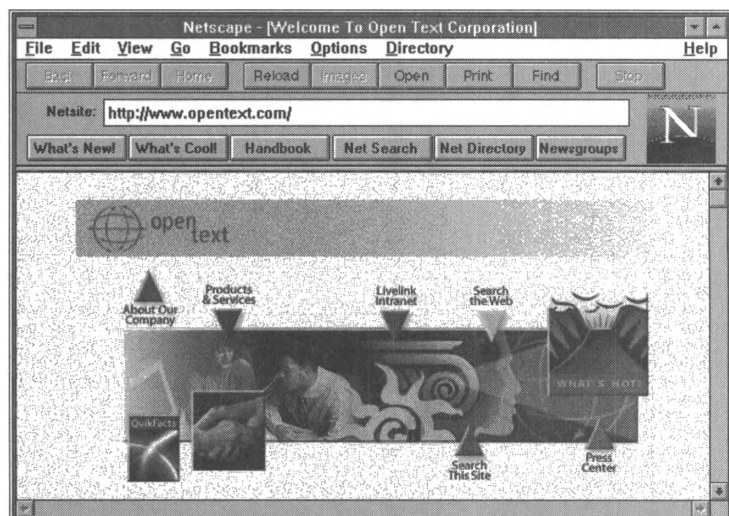 Netscape - [Welcome To Open Text Corporation]
File Edit View Go Bookmarks Options Directory Help
Back Forward Home Reload Images Open Print Find Stop
Netsite: http://www.opentext.com/
N
What's New! What's Cool! Handbook Net Search Net Directory Newsgroups
open
text
About Our
Company
Products
& Services
Livelink
Intranet
Search
the Web
WHAT'S HOT!
QuikFacts
Search
This Site
Press
Center